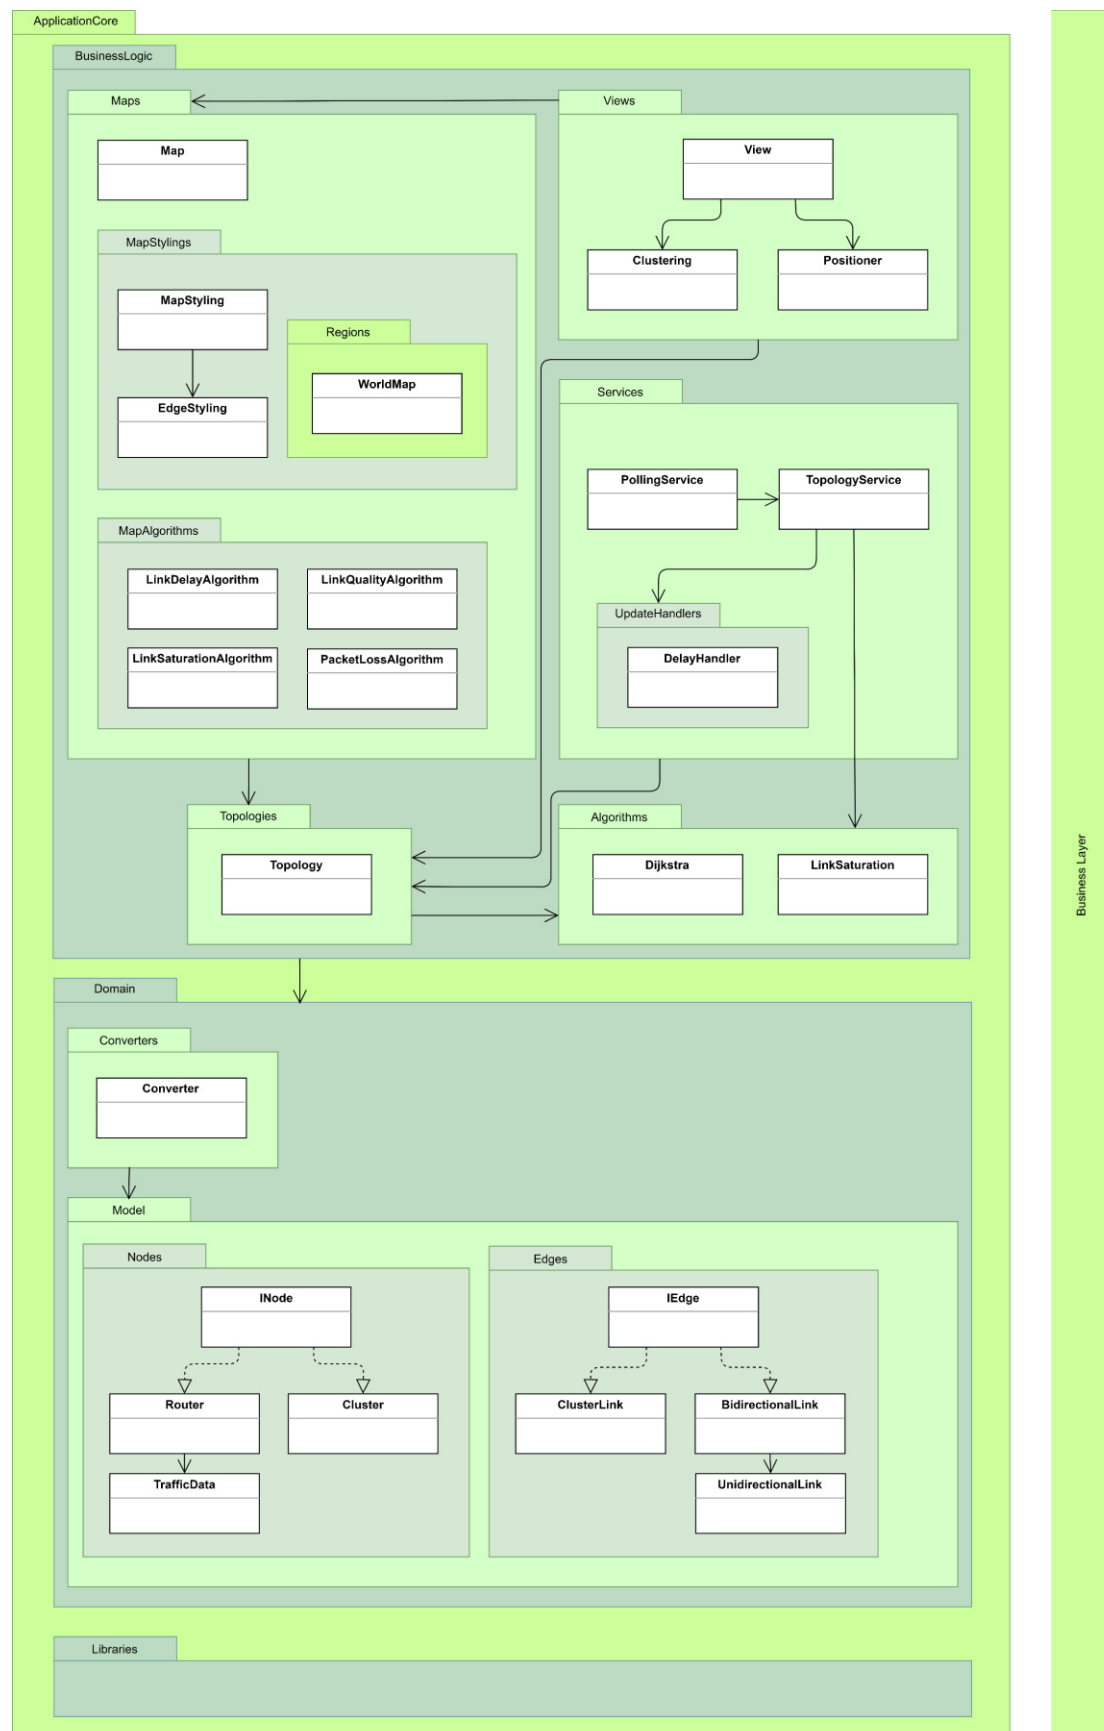 ApplicationCore
BusinessLogic
Maps
Views
Map
View
MapStylings
Clustering
Positioner
MapStyling
Regions
WorldMap
EdgeStyling
Services
PollingService
TopologyService
MapAlgorithms
LinkDelayAlgorithm
LinkQualityAlgorithm
UpdateHandlers
LinkSaturationAlgorithm
PacketLossAlgorithm
DelayHandler
Topologies
Algorithms
Topology
Dijkstra
LinkSaturation
Business Layer
Domain
Converters
Converter
Model
Nodes
Edges
INode
IEdge
Router
Cluster
ClusterLink
BidirectionalLink
TrafficData
UnidirectionalLink
Libraries